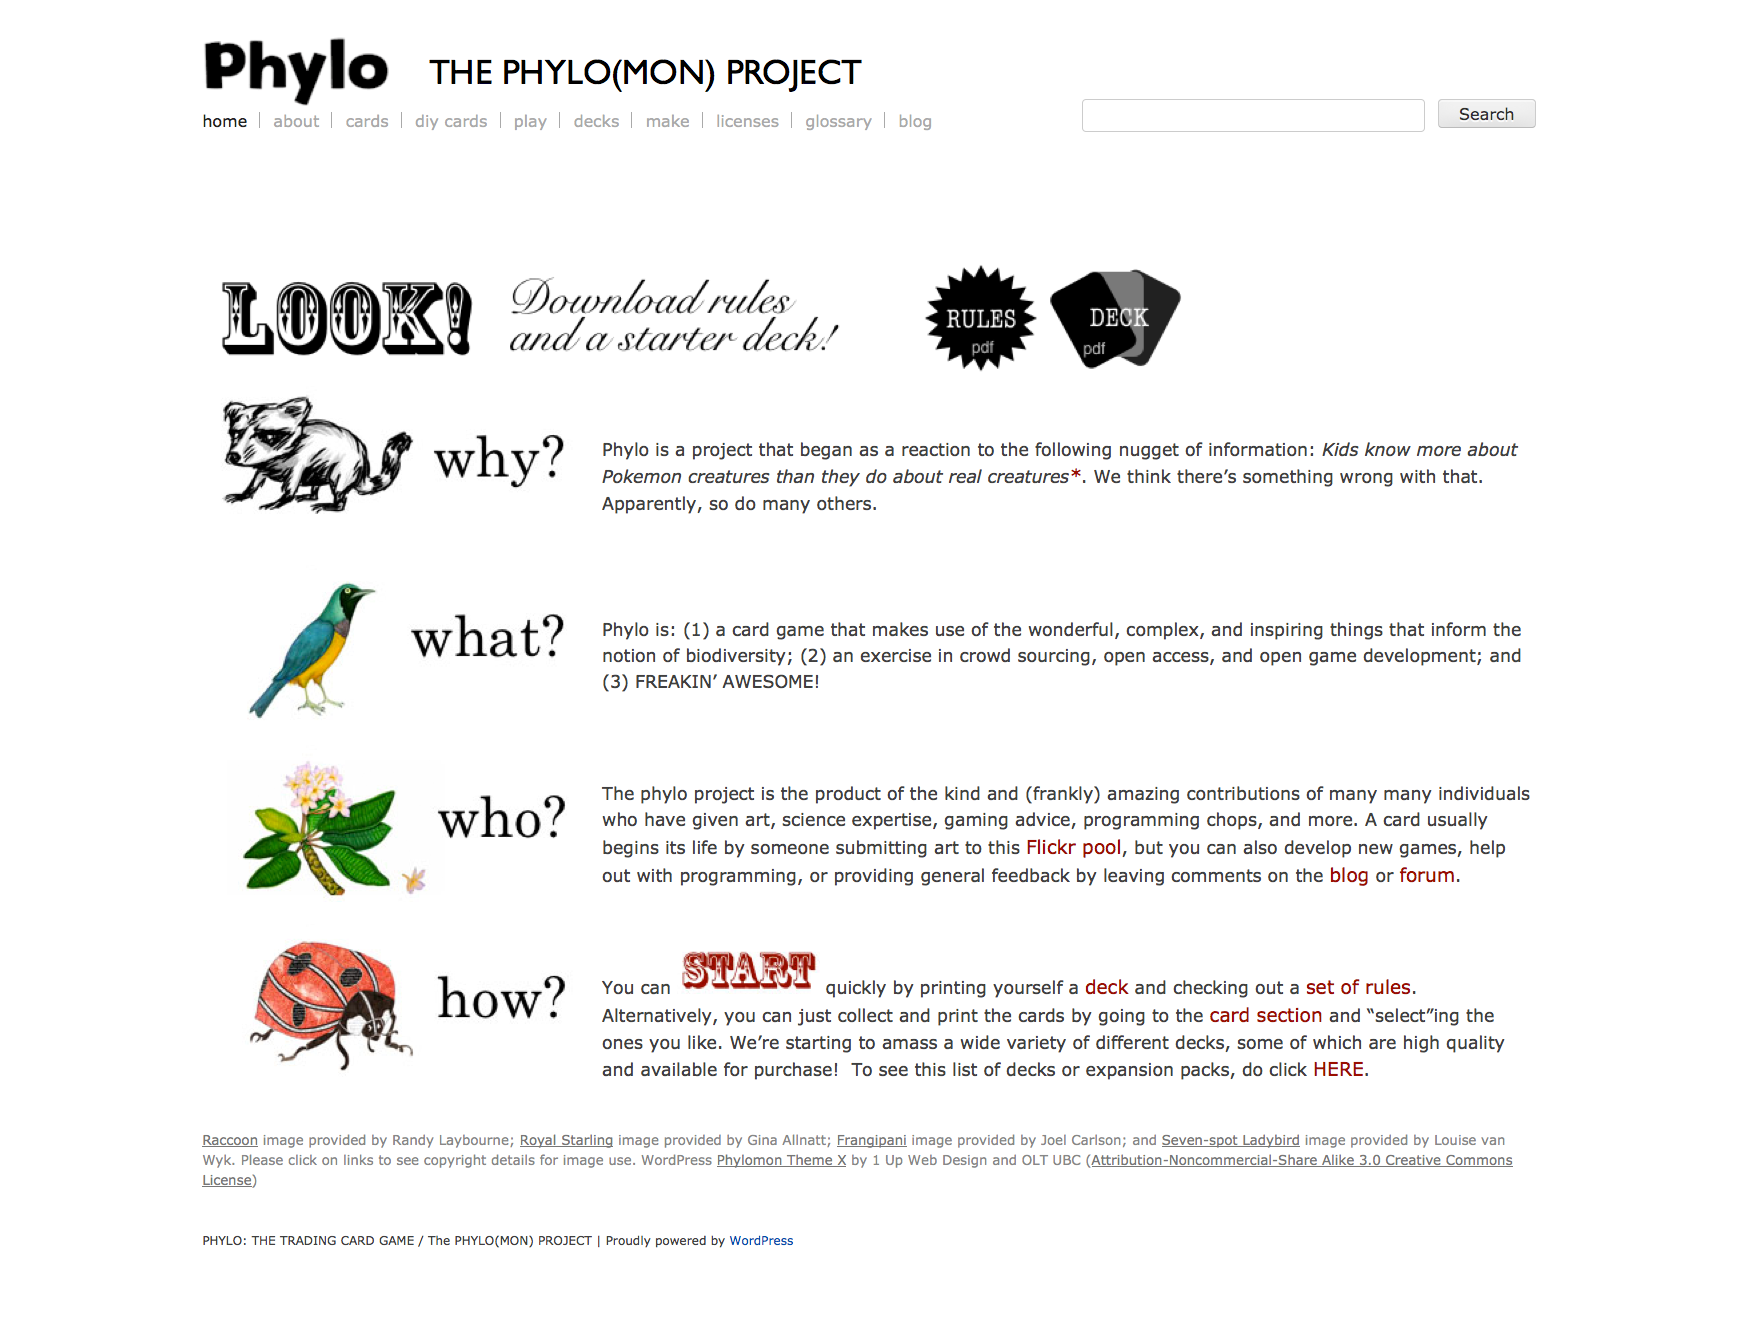 Phylo THE PHYLO(MON) PROJECT
home | about | cards | diy cards | play | decks | make | licenses | glossary | blog
Search
LOOK! Download rules
and a starter deck!
RULES
pdf
DECK
pdf
why?
Phylo is a project that began as a reaction to the following nugget of information: Kids know more about
Pokemon creatures than they do about real creatures*. We think there’s something wrong with that.
Apparently, so do many others.
what?
Phylo is: (1) a card game that makes use of the wonderful, complex, and inspiring things that inform the
notion of biodiversity; (2) an exercise in crowd sourcing, open access, and open game development; and
(3) FREAKIN’ AWESOME!
who?
The phylo project is the product of the kind and (frankly) amazing contributions of many many individuals
who have given art, science expertise, gaming advice, programming chops, and more. A card usually
begins its life by someone submitting art to this Flickr pool, but you can also develop new games, help
out with programming, or providing general feedback by leaving comments on the blog or forum.
how?
You can START quickly by printing yourself a deck and checking out a set of rules.
Alternatively, you can just collect and print the cards by going to the card section and “select”ing the
ones you like. We’re starting to amass a wide variety of different decks, some of which are high quality
and available for purchase! To see this list of decks or expansion packs, do click HERE.
Raccoon image provided by Randy Laybourne; Royal Starling image provided by Gina Allnatt; Frangipani image provided by Joel Carlson; and Seven-spot Ladybird image provided by Louise van
Wyk. Please click on links to see copyright details for image use. WordPress Phylomon Theme X by 1 Up Web Design and OLT UBC (Attribution-Noncommercial-Share Alike 3.0 Creative Commons
License)
PHYLO: THE TRADING CARD GAME / The PHYLO(MON) PROJECT | Proudly powered by WordPress